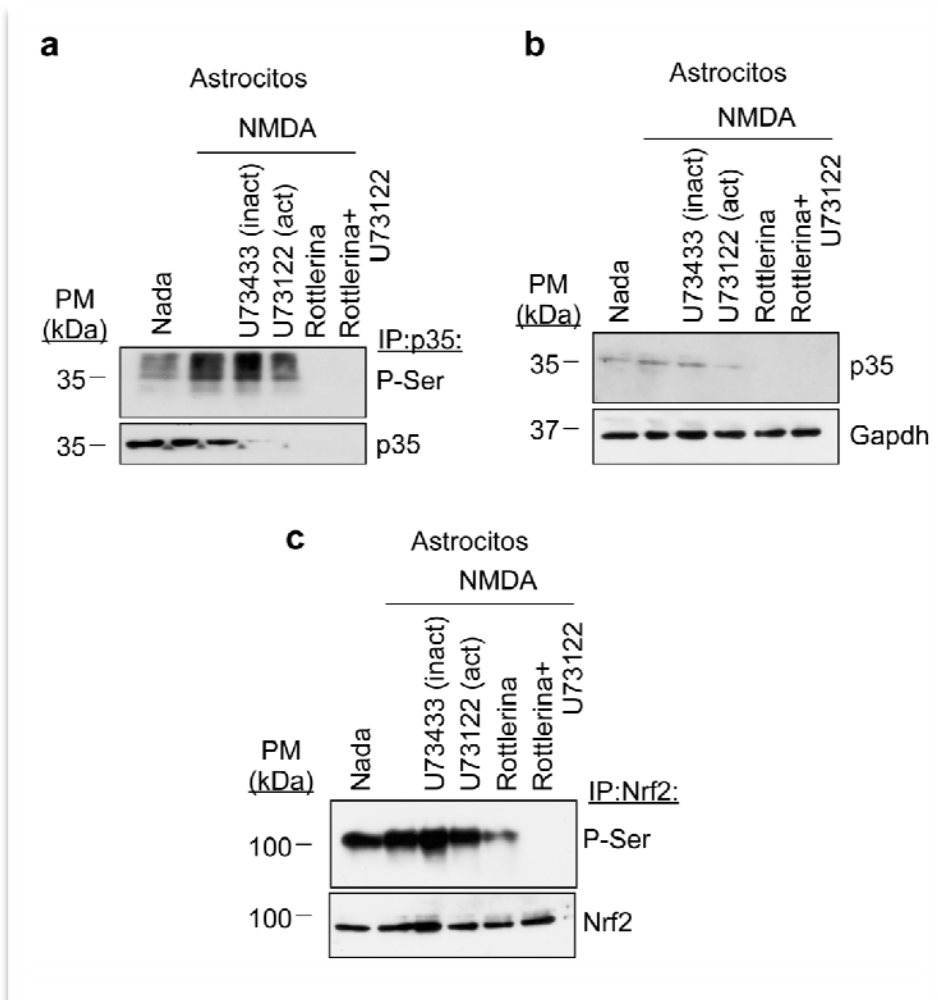 a
Astrocitos
NMDA
Nada
U73433 (inact)
U73122 (act)
Rottlerina
Rottlerina+
U73122
PM
(kDa)
IP:p35:
35
P-Ser
35
p35
b
Astrocitos
NMDA
Nada
U73433 (inact)
U73122 (act)
Rottlerina
Rottlerina+
U73122
PM
(kDa)
35
p35
37
Gapdh
c
Astrocitos
NMDA
Nada
U73433 (inact)
U73122 (act)
Rottlerina
Rottlerina+
U73122
PM
(kDa)
IP:Nrf2:
100
P-Ser
100
Nrf2